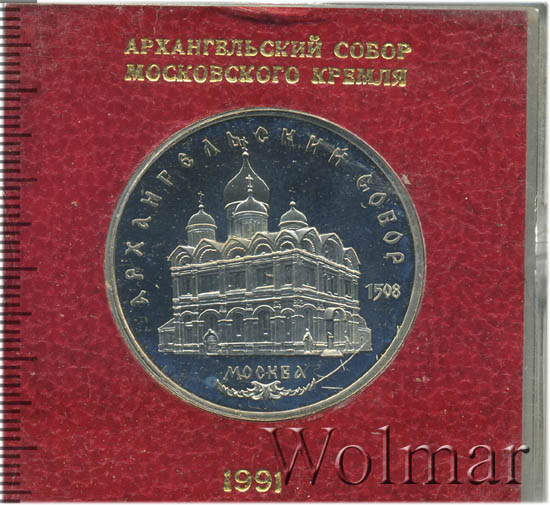 АРХАНГЕЛЬСКИЙ СОБОР
МОСКОВСКОГО КРЕМЛЯ
АРХАНГЕЛЬСКИЙ СОБОР
1508
МОСКВА
1991
Wolmar